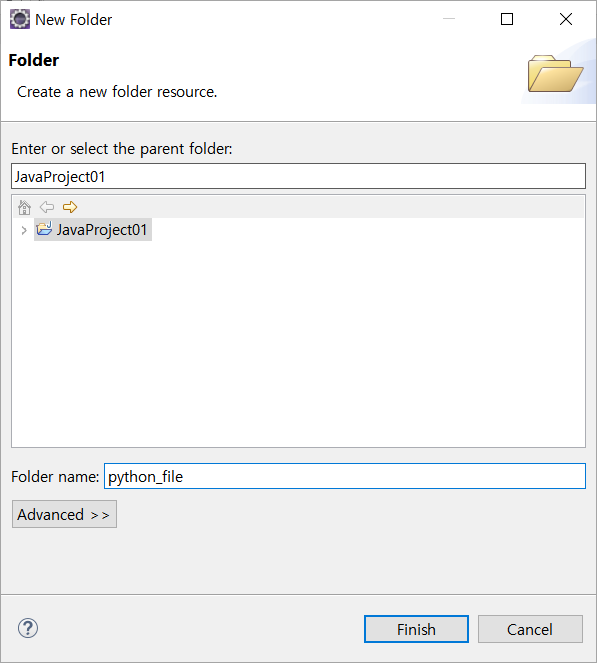 New Folder
Folder
Create a new folder resource.
Enter or select the parent folder:
JavaProject01
JavaProject01
Folder name: python_file
Advanced >>
Finish Cancel